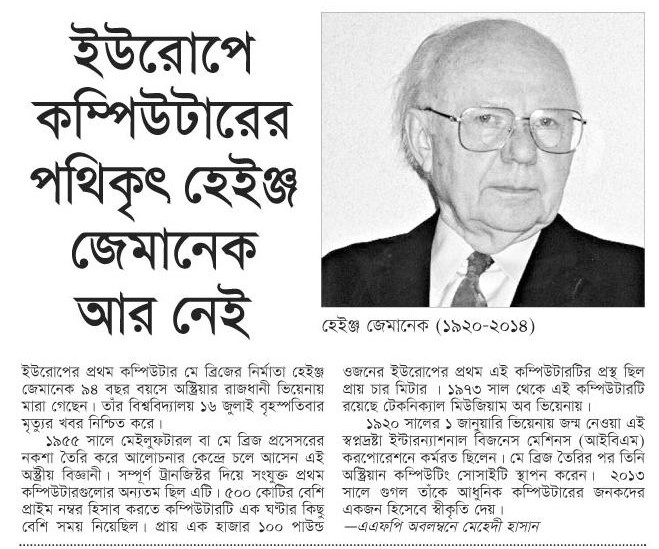 ইউরোপে
কম্পিউটারের
পথিকৃৎ হেইঞ্জ
জেমানেক
আর নেই
হেইঞ্জ জেমানেক (১৯২০-২০১৪)
ইউরোপের প্রথম কম্পিউটার মে ব্রিজের নির্মাতা হেইঞ্জ
জেমানেক ৯৪ বছর বয়সে অস্ট্রিয়ার রাজধানী ভিয়েনায়
মারা গেছেন। তাঁর বিশ্ববিদ্যালয় ১৬ জুলাই বৃহস্পতিবার
মৃত্যুর খবর নিশ্চিত করে।
১৯৫৫ সালে মেইলুফটারল বা মে ব্রিজ প্রসেসরের
নকশা তৈরি করে আলোচনার কেন্দ্রে চলে আসেন এই
অস্ট্রীয় বিজ্ঞানী। সম্পূর্ণ ট্রানজিস্টর দিয়ে সংযুক্ত প্রথম
কম্পিউটারগুলোর অন্যতম ছিল এটি। ৫০০ কোটির বেশি
প্রাইম নম্বর হিসাব করতে কম্পিউটারটি এক ঘণ্টার কিছু
বেশি সময় নিয়েছিল। প্রায় এক হাজার ১০০ পাউন্ড
ওজনের ইউরোপের প্রথম এই কম্পিউটারটির প্রস্থ ছিল
প্রায় চার মিটার । ১৯৭৩ সাল থেকে এই কম্পিউটারটি
রয়েছে টেকনিক্যাল মিউজিয়াম অব ভিয়েনায়।
১৯২০ সালের ১ জানুয়ারি ভিয়েনায় জন্ম নেওয়া এই
স্বপ্নদ্রষ্টা ইন্টারন্যাশনাল বিজনেস মেশিনস (আইবিএম)
করপোরেশনে কর্মরত ছিলেন। মে ব্রিজ তৈরির পর তিনি
অস্ট্রিয়ান কম্পিউটিং সোসাইটি স্থাপন করেন। ২০১৩
সালে গুগল তাঁকে আধুনিক কম্পিউটারের জনকদের
একজন হিসেবে স্বীকৃতি দেয়।
—এএফপি অবলম্বনে মেহেদী হাসান